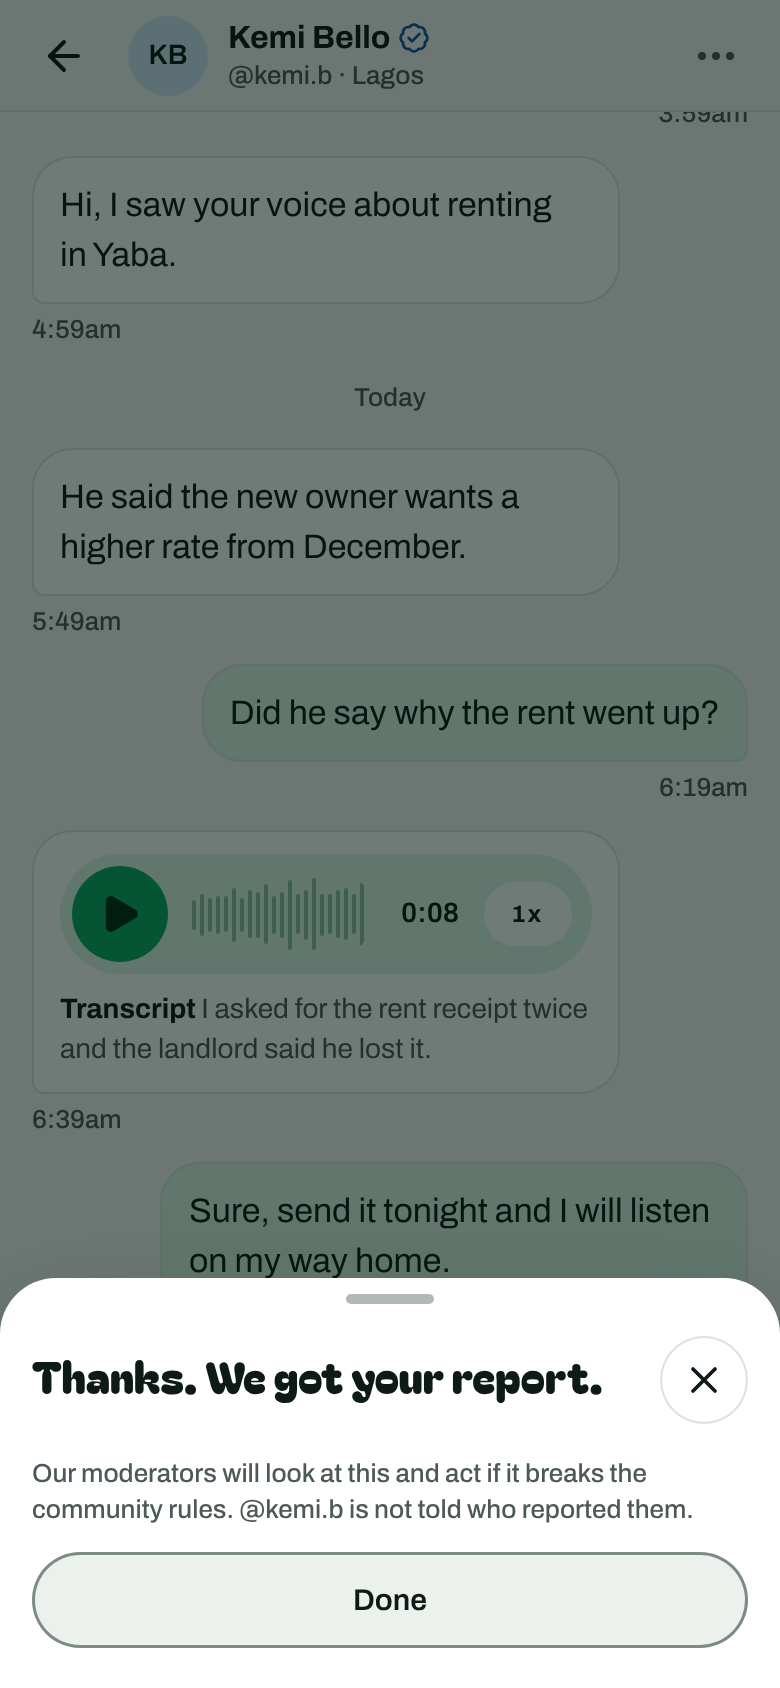 KB
Kemi Bello
@kemi.b · Lagos
3:59am
Hi, I saw your voice about renting
in Yaba.
4:59am
Today
He said the new owner wants a
higher rate from December.
5:49am
Did he say why the rent went up?
6:19am
0:08
1x
Transcript I asked for the rent receipt twice
and the landlord said he lost it.
6:39am
Sure, send it tonight and I will listen
on my way home.
Thanks. We got your report.
Our moderators will look at this and act if it breaks the
community rules. @kemi.b is not told who reported them.
Done